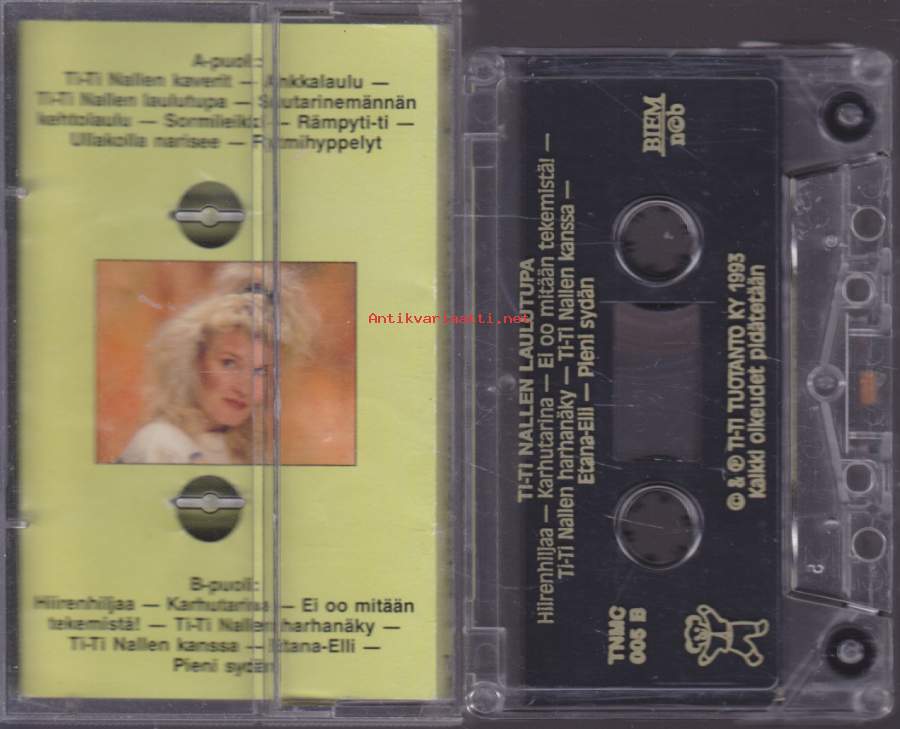 A-puoli:
Ti-Ti Nallen kaverit — Ankkalaulu —
Ti-Ti Nallen laulutupa — Suutarinemännän
kehtolaulu — Sormileikki — Rämpyti-ti —
Ullakolla narisee — Rytmihyppelyt
Antikvariaatti.net
B-puoli:
Hiirenhiljaa — Karhutarina — Ei oo mitään
tekemistä! — Ti-Ti Nallen harhanäky —
Ti-Ti Nallen kanssa — Etana-Elli —
Pieni sydän
TI-TI NALLEN LAULUTUPA
Hiirenhiljaa — Karhutarina — Ei oo mitään tekemistä! —
Ti-Ti Nallen harhanäky — Ti-Ti Nallen kanssa —
Etana-Elli — Pieni sydän
BIEM
n©b
TNMC
005 B
© & ℗ TI-TI TUOTANTO KY 1993
Kaikki oikeudet pidätetään